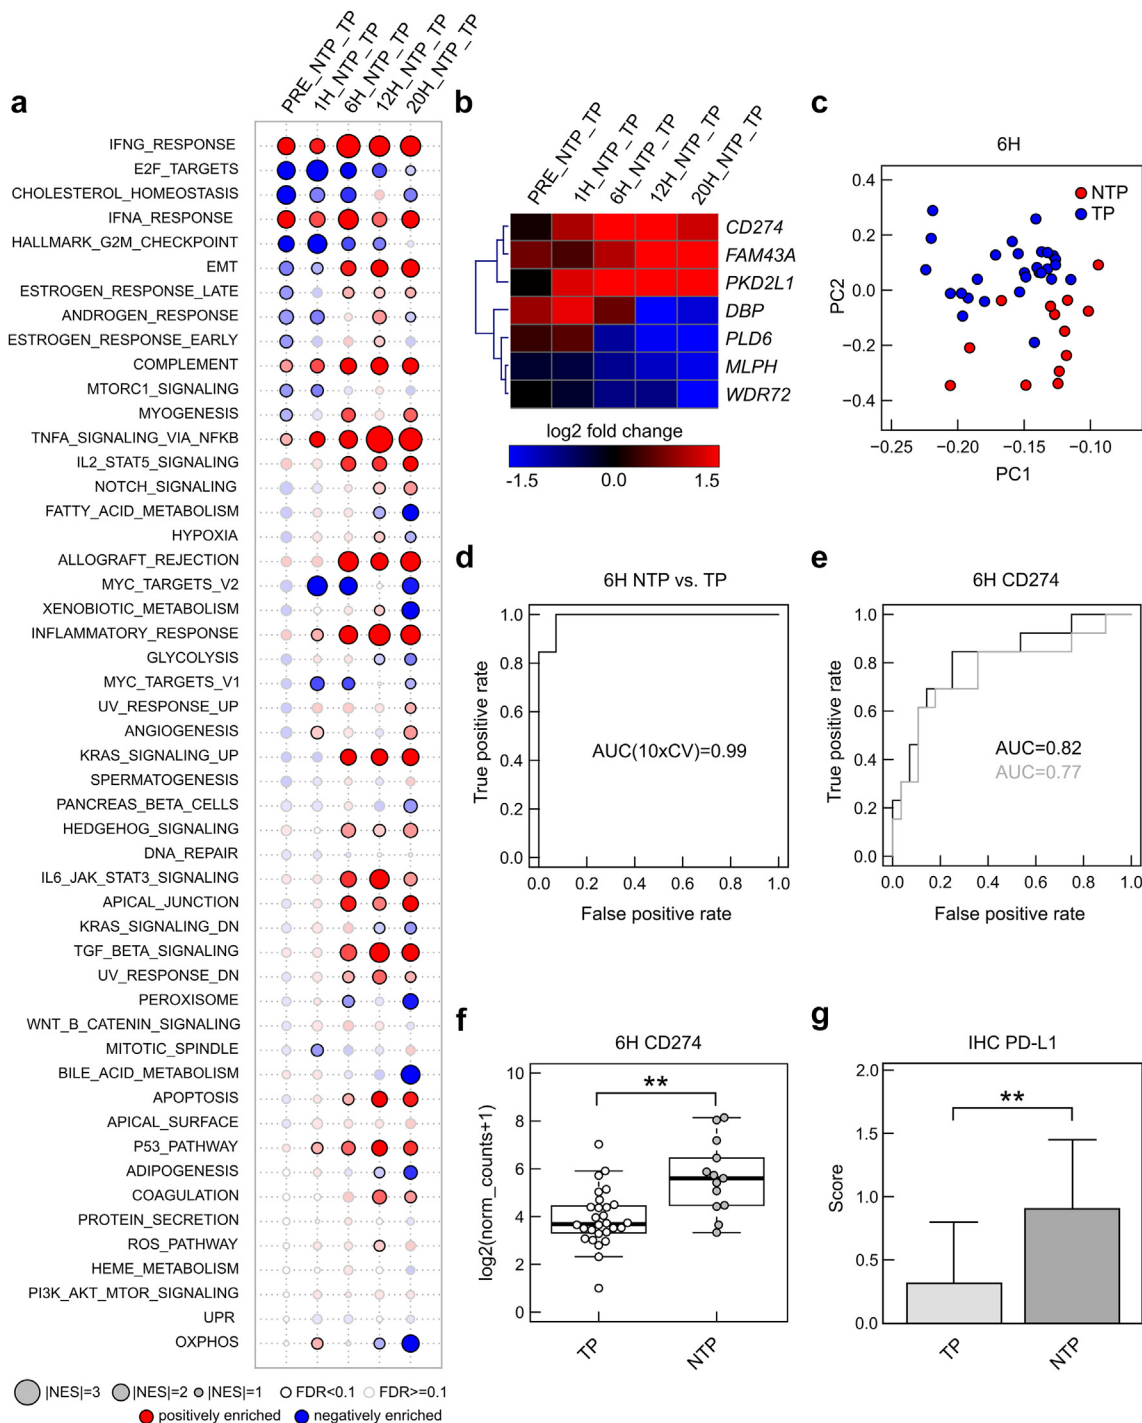 a
PRE_NTP_TP
1H_NTP_TP
6H_NTP_TP
12H_NTP_TP
20H_NTP_TP
IFNG_RESPONSE
E2F_TARGETS
CHOLESTEROL_HOMEOSTASIS
IFNA_RESPONSE
HALLMARK_G2M_CHECKPOINT
EMT
ESTROGEN_RESPONSE_LATE
ANDROGEN_RESPONSE
ESTROGEN_RESPONSE_EARLY
COMPLEMENT
MTORC1_SIGNALING
MYOGENESIS
TNFA_SIGNALING_VIA_NFKB
IL2_STAT5_SIGNALING
NOTCH_SIGNALING
FATTY_ACID_METABOLISM
HYPOXIA
ALLOGRAFT_REJECTION
MYC_TARGETS_V2
XENOBIOTIC_METABOLISM
INFLAMMATORY_RESPONSE
GLYCOLYSIS
MYC_TARGETS_V1
UV_RESPONSE_UP
ANGIOGENESIS
KRAS_SIGNALING_UP
SPERMATOGENESIS
PANCREAS_BETA_CELLS
HEDGEHOG_SIGNALING
DNA_REPAIR
IL6_JAK_STAT3_SIGNALING
APICAL_JUNCTION
KRAS_SIGNALING_DN
TGF_BETA_SIGNALING
UV_RESPONSE_DN
PEROXISOME
WNT_B_CATENIN_SIGNALING
MITOTIC_SPINDLE
BILE_ACID_METABOLISM
APOPTOSIS
APICAL_SURFACE
P53_PATHWAY
ADIPOGENESIS
COAGULATION
PROTEIN_SECRETION
ROS_PATHWAY
HEME_METABOLISM
PI3K_AKT_MTOR_SIGNALING
UPR
OXPHOS
|NES|=3 |NES|=2 |NES|=1 FDR<0.1 FDR>=0.1
positively enriched negatively enriched
b
PRE_NTP_TP
1H_NTP_TP
6H_NTP_TP
12H_NTP_TP
20H_NTP_TP
CD274
FAM43A
PKD2L1
DBP
PLD6
MLPH
WDR72
log2 fold change
-1.5 0.0 1.5
c
6H
NTP
TP
PC2
0.4
0.2
0.0
−0.2
−0.4
−0.25 −0.20 −0.15 −0.10
PC1
d
6H NTP vs. TP
True positive rate
1.0
0.8
0.6
0.4
0.2
0.0
AUC(10xCV)=0.99
0.0 0.2 0.4 0.6 0.8 1.0
False positive rate
e
6H CD274
True positive rate
1.0
0.8
0.6
0.4
0.2
0.0
AUC=0.82
AUC=0.77
0.0 0.2 0.4 0.6 0.8 1.0
False positive rate
f
6H CD274
log2(norm_counts+1)
10
8
6
4
2
0
**
TP NTP
g
IHC PD-L1
Score
2.0
1.5
1.0
0.5
0.0
**
TP NTP